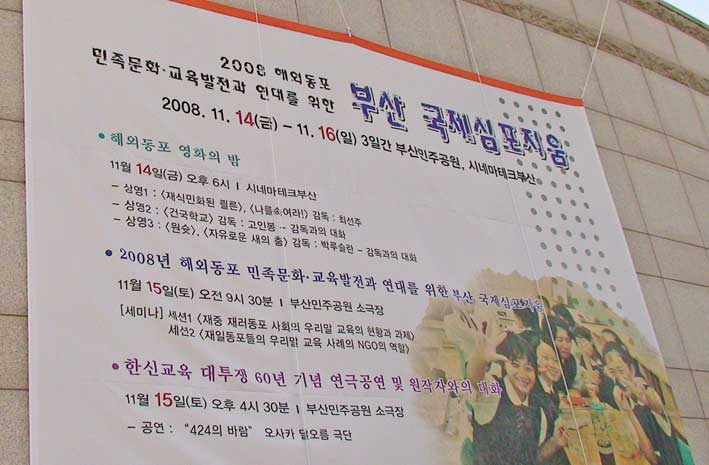 2008 해외동포
민족문화·교육발전과 연대를 위한 부산 국제심포지움
2008. 11. 14(금) – 11. 16(일) 3일간 부산민주공원, 시네마테크부산
• 해외동포 영화의 밤
11월 14일(금) 오후 6시 | 시네마테크부산
– 상영1 : <재식민화된 퀼른>, <나를 속여라!> 감독 : 최선주
– 상영2 : <건국학교> 감독 : 고인봉 – 감독과의 대화
– 상영3 : <원숏>, <자유로운 새의 춤> 감독 : 박루슬란 – 감독과의 대화
• 2008년 해외동포 민족문화·교육발전과 연대를 위한 부산 국제심포지움
11월 15일(토) 오전 9시 30분 | 부산민주공원 소극장
[세미나] 세션1 <재중 재러동포 사회의 우리말 교육의 현황과 과제>
세션2 <재일동포들의 우리말 교육 사례의 NGO의 역할>
• 한신교육 대투쟁 60년 기념 연극공연 및 원작자와의 대화
11월 15일(토) 오후 4시 30분 | 부산민주공원 소극장
– 공연 : “424의 바람” 오사카 달오름 극단